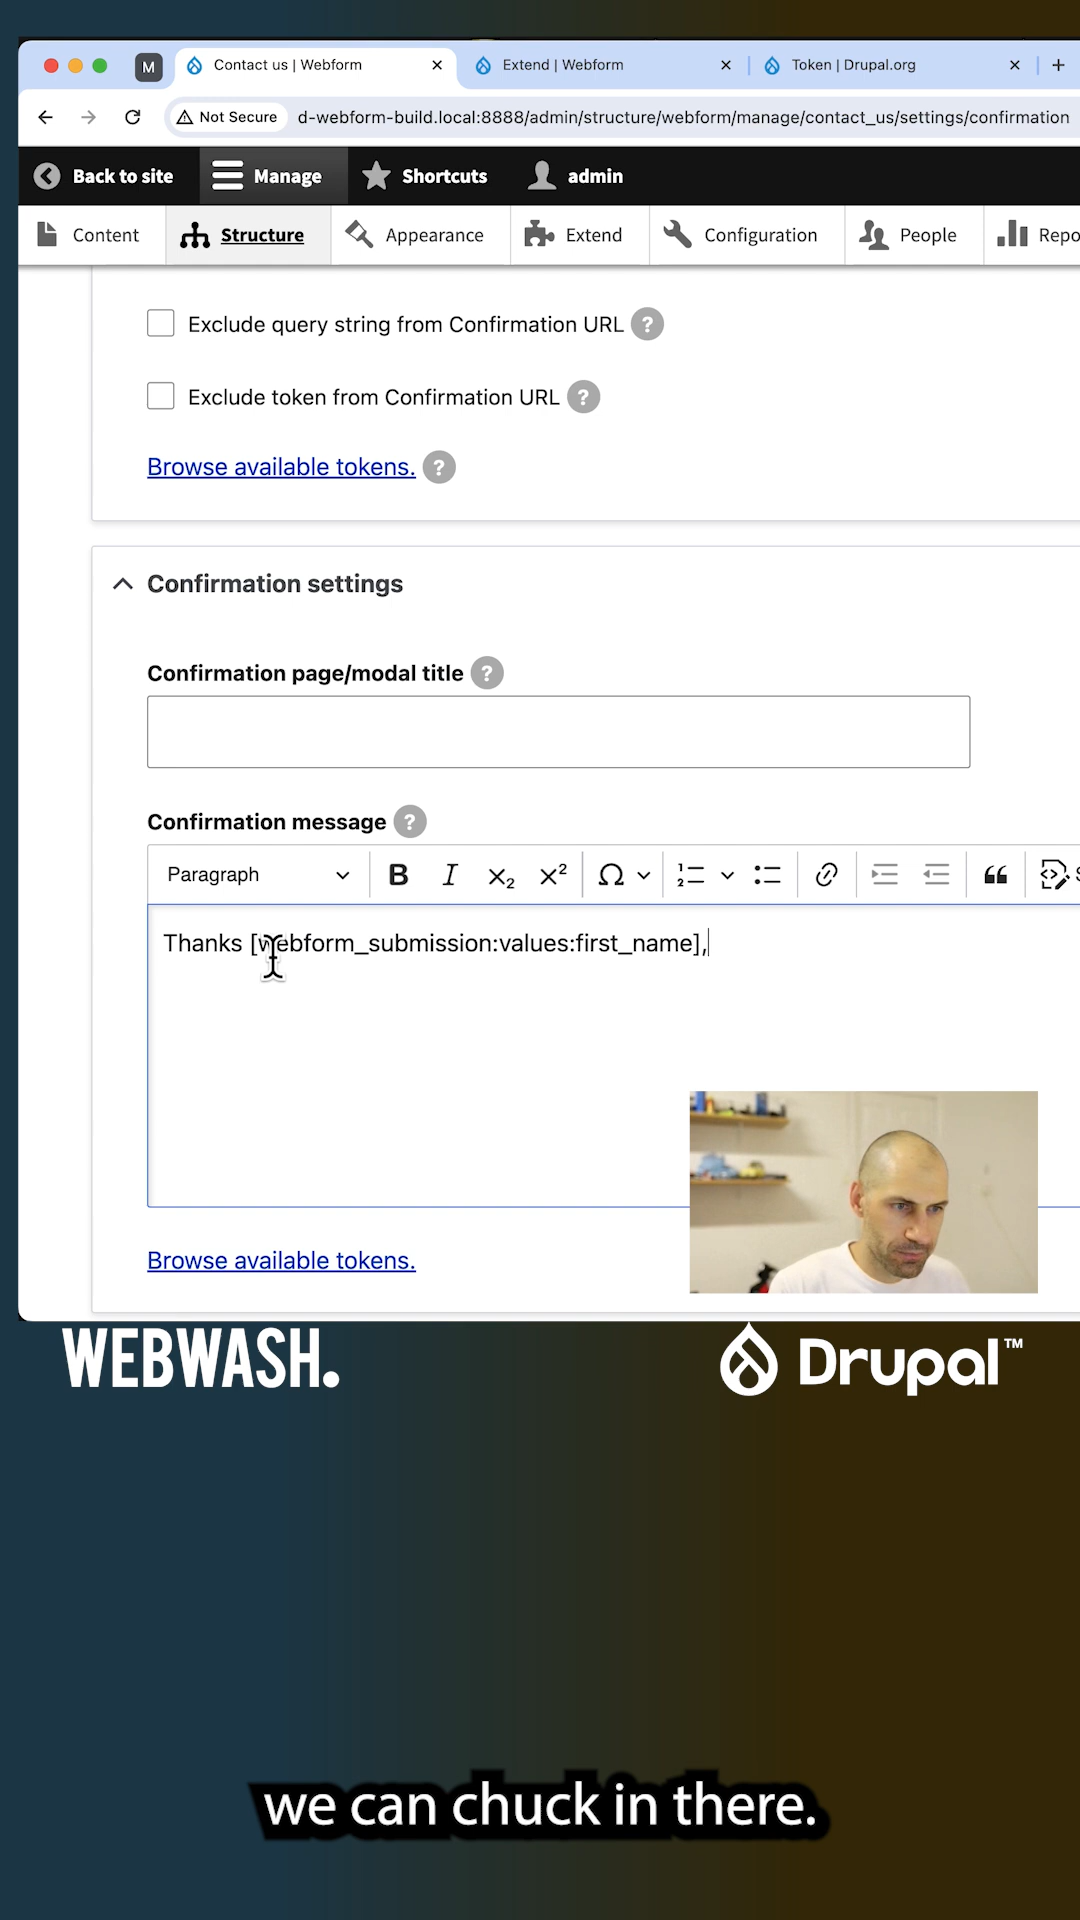 M
Contact us | Webform
Extend | Webform
Token | Drupal.org
Not Secure
d-webform-build.local:8888/admin/structure/webform/manage/contact_us/settings/confirmation
Back to site
Manage
Shortcuts
admin
Content
Structure
Appearance
Extend
Configuration
People
Repo
Exclude query string from Confirmation URL ?
Exclude token from Confirmation URL ?
Browse available tokens. ?
Confirmation settings
Confirmation page/modal title ?
Confirmation message ?
Paragraph
Thanks [webform_submission:values:first_name],
Browse available tokens.
WEBWASH.
Drupal™
we can chuck in there.